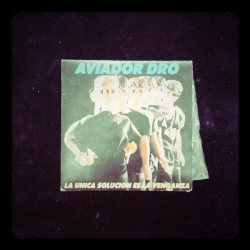 AVIADOR DRO
LA UNICA SOLUCION ES LA VENGANZA